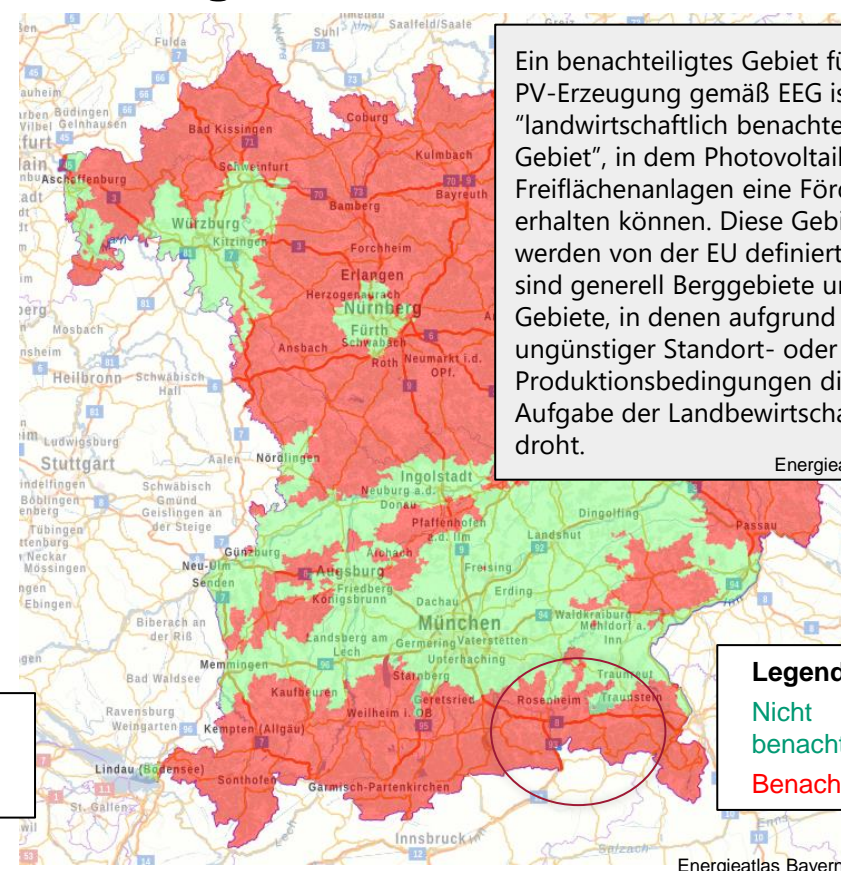 Ein benachteiligtes Gebiet fü
PV-Erzeugung gemäß EEG is
"landwirtschaftlich benachte
Gebiet", in dem Photovoltaik
Freiflächenanlagen eine Förd
erhalten können. Diese Gebi
werden von der EU definiert
sind generell Berggebiete un
Gebiete, in denen aufgrund
ungünstiger Standort- oder
Produktionsbedingungen di
Aufgabe der Landbewirtscha
droht.
Energiea
Saalfeld/Saale
Suhl
Fulda
Coburg
Büdingen
Gelnhausen
Bad Kissingen
Kulmbach
Schweinfurt
Aschaffenburg
Bayreuth
Bamberg
Würzburg
Kitzingen
Forchheim
Erlangen
Herzogenaurach
Nürnberg
Mosbach
Fürth
Ansbach
Schwabach
Roth
Neumarkt i.d.
OPf.
Heilbronn
Schwäbisch
Hall
Ludwigsburg
Stuttgart
Aalen
Nördlingen
Ingolstadt
Böblingen
Schwäbisch
Gmünd
Neuburg a.d.
Donau
Geislingen an
der Steige
Dingolfing
Tübingen
Pfaffenhofen
a.d. Ilm
Landshut
Passau
Mössingen
Günzburg
Aichach
Neu-Ulm
Augsburg
Freising
Senden
Friedberg
Königsbrunn
Erding
Ebingen
Dachau
München
Waldkraiburg
Mühldorf a.
Inn
Biberach an
der Riß
Landsberg am
Lech
Germering
Vaterstetten
Unterhaching
Memmingen
Bad Waldsee
Starnberg
Traunreut
Kaufbeuren
Geretsried
Rosenheim
Traunstein
Ravensburg
Weingarten
Weilheim i. OB
Kempten (Allgäu)
Lindau (Bodensee)
Sonthofen
Garmisch-Partenkirchen
St. Gallen
Innsbruck
Lech
Salzach
Enns
Legend
Nicht
benacht
Benach
Energieatlas Bayern